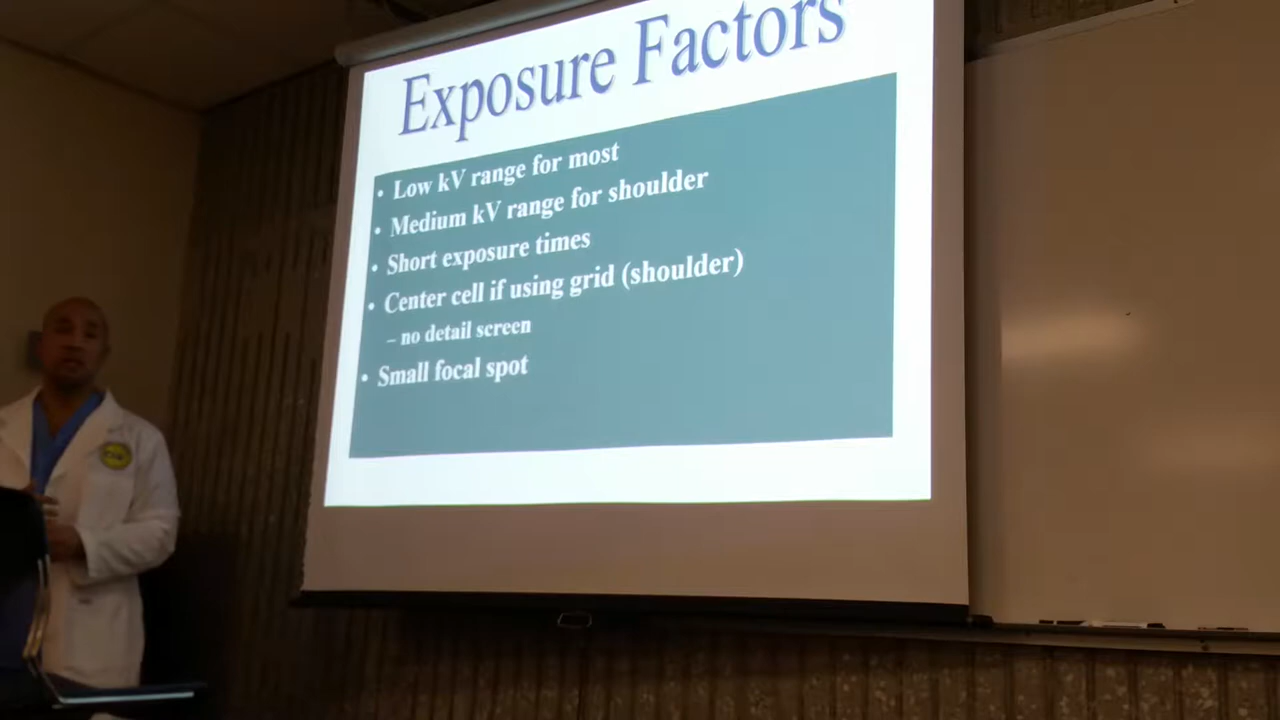 Exposure Factors
• Low kV range for most
• Medium kV range for shoulder
• Short exposure times
• Center cell if using grid (shoulder)
– no detail screen
• Small focal spot